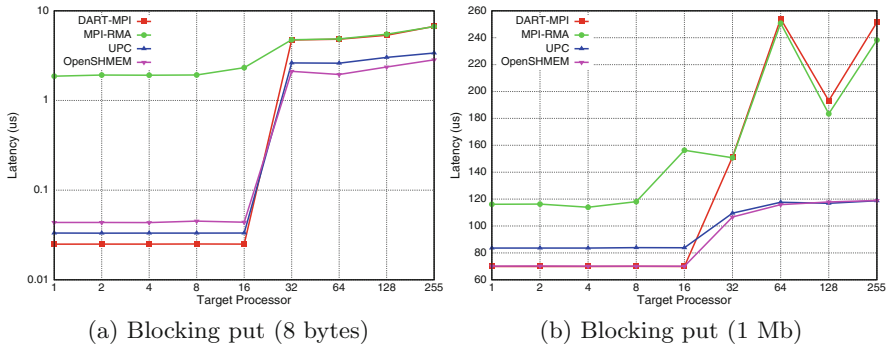 DART-MPI
MPI-RMA
UPC
OpenSHMEM
10
1
0.1
0.01
Latency (us)
1 2 4 8 16 32 64 128 255
Target Processor
(a) Blocking put (8 bytes)
DART-MPI
MPI-RMA
UPC
OpenSHMEM
260
240
220
200
180
160
140
120
100
80
60
Latency (us)
1 2 4 8 16 32 64 128 255
Target Processor
(b) Blocking put (1 Mb)